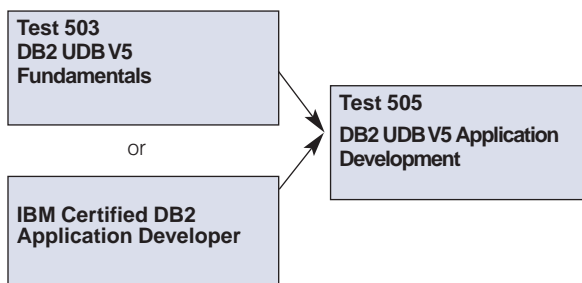 Test 503
DB2 UDB V5
Fundamentals
or
IBM Certified DB2
Application Developer
Test 505
DB2 UDB V5 Application
Development